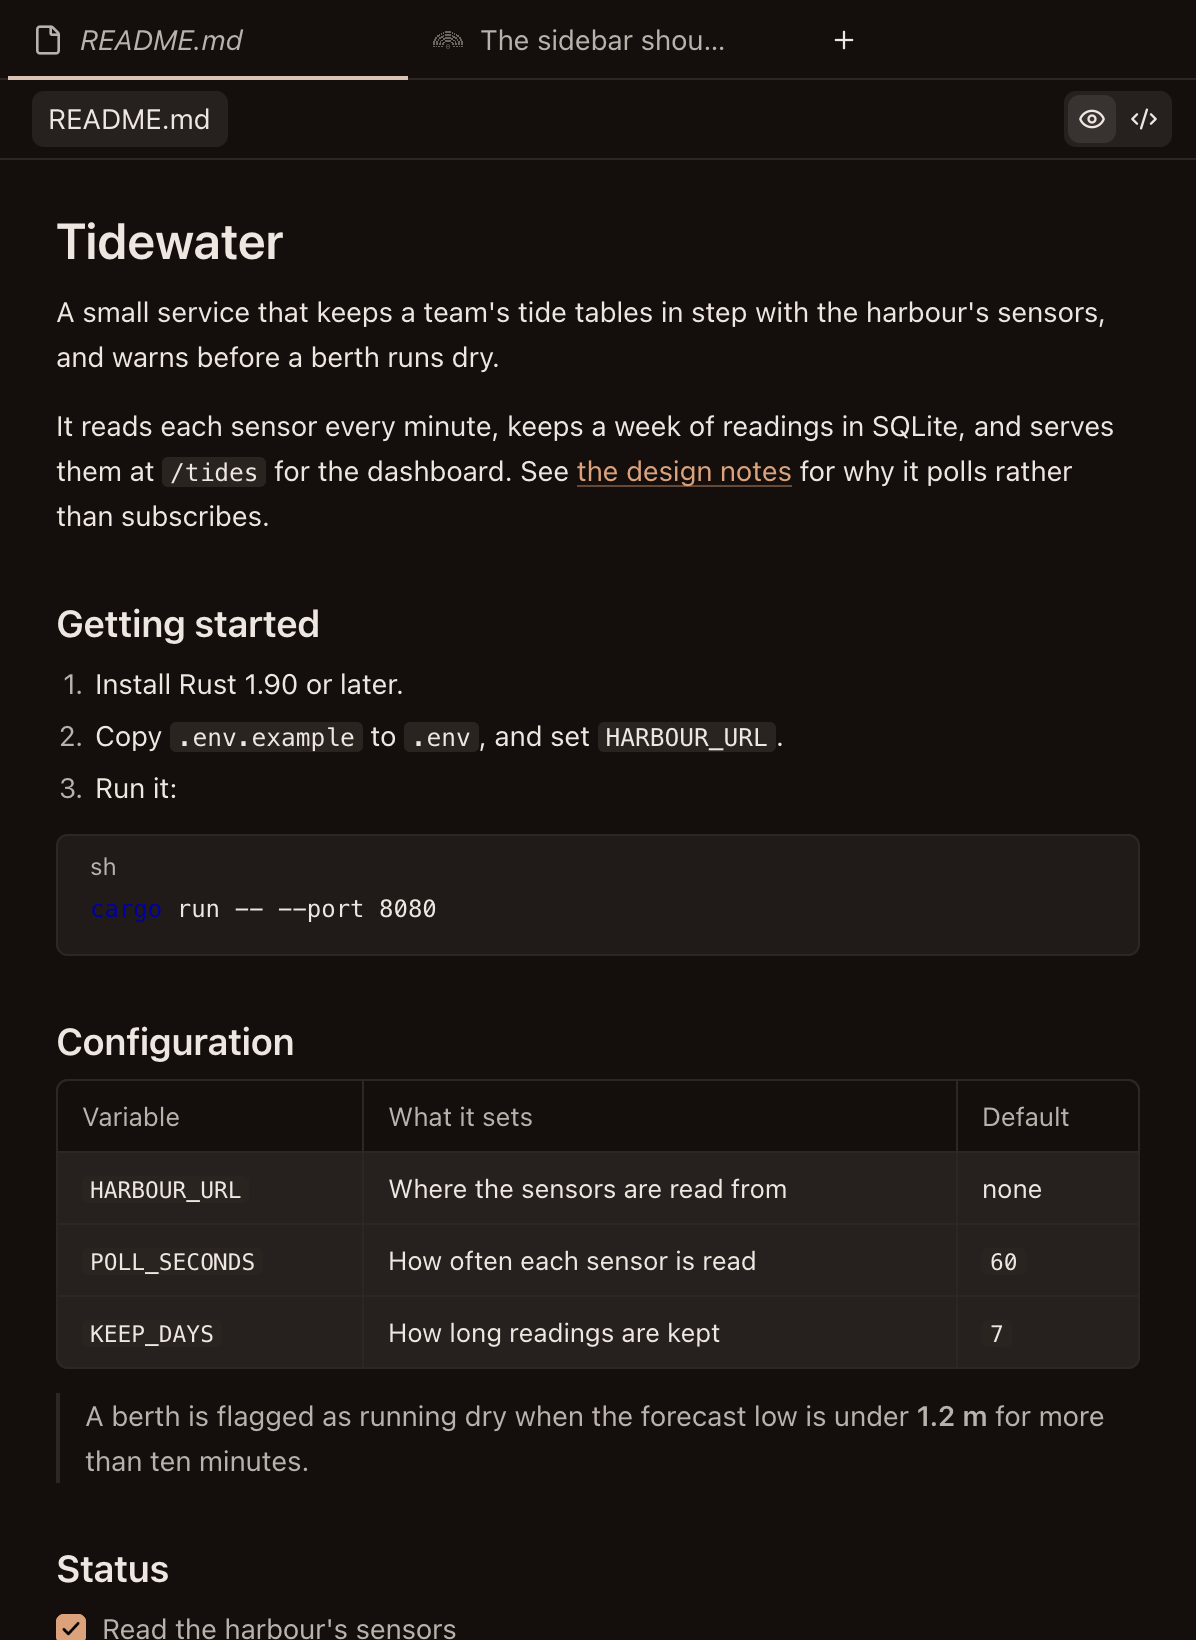 README.md
The sidebar shou...
+
README.md
</>
Tidewater
A small service that keeps a team's tide tables in step with the harbour's sensors,
and warns before a berth runs dry.
It reads each sensor every minute, keeps a week of readings in SQLite, and serves
them at /tides for the dashboard. See the design notes for why it polls rather
than subscribes.
Getting started
1. Install Rust 1.90 or later.
2. Copy .env.example to .env, and set HARBOUR_URL.
3. Run it:
sh
cargo run -- --port 8080
Configuration
Variable What it sets Default
HARBOUR_URL Where the sensors are read from none
POLL_SECONDS How often each sensor is read 60
KEEP_DAYS How long readings are kept 7
A berth is flagged as running dry when the forecast low is under 1.2 m for more
than ten minutes.
Status
Read the harbour's sensors